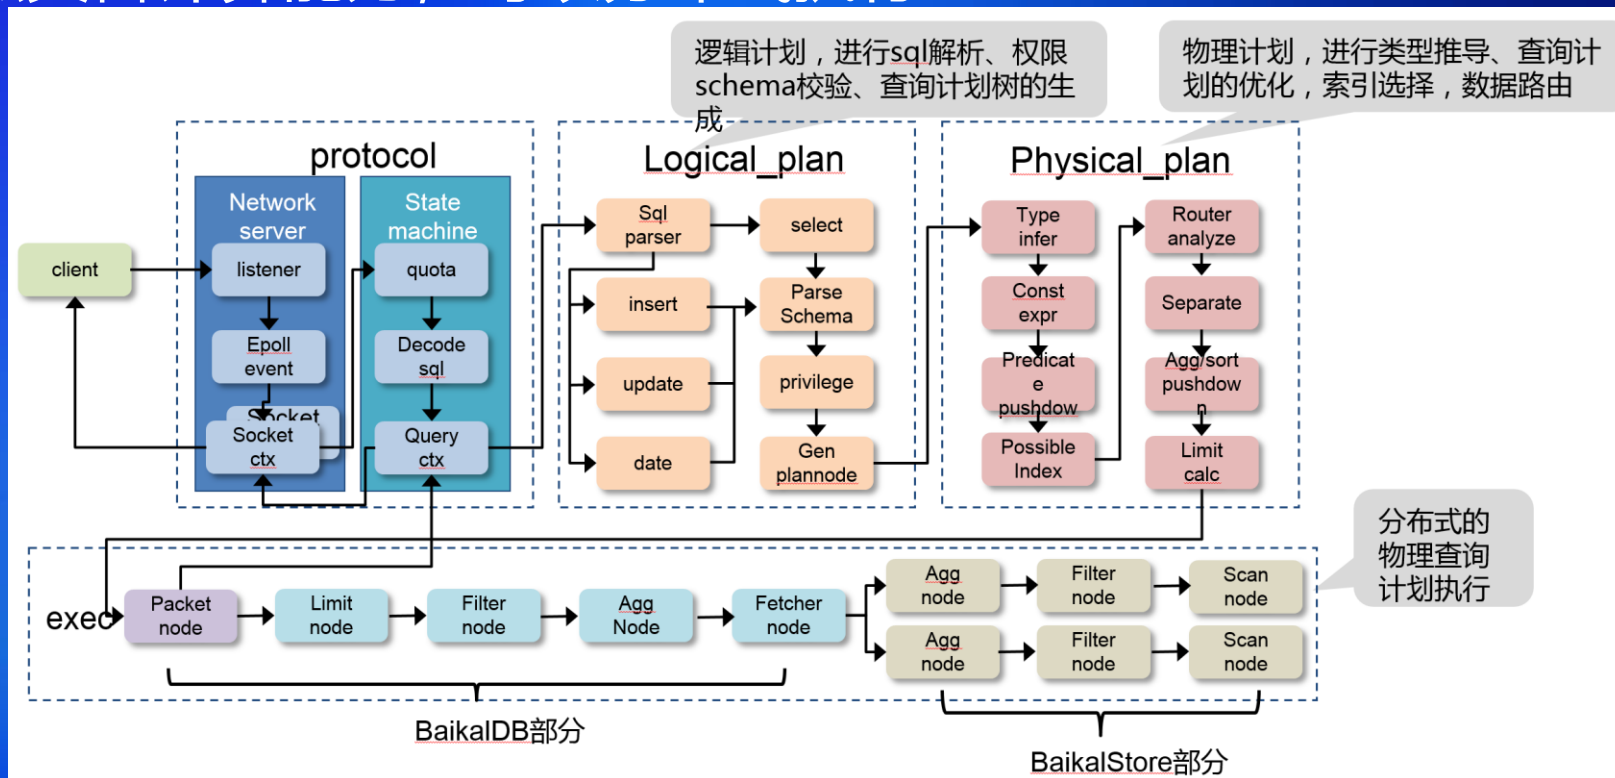 逻辑计划，进行sql解析、权限
schema校验、查询计划树的生
成
物理计划，进行类型推导、查询计
划的优化，索引选择，数据路由
protocol
Network
server
listener
Epoll
event
Socket
Socket
ctx
State
machine
quota
Decode
sql
Query
ctx
client
Logical_plan
Sql
parser
select
insert
Parse
Schema
update
privilege
date
Gen
plannode
Physical_plan
Type
infer
Const
expr
Predicat
e
pushdow
Possible
Index
Router
analyze
Separate
Agg/sort
pushdow
n
Limit
calc
分布式的
物理查询
计划执行
exec
Packet
node
Limit
node
Filter
node
Agg
Node
Fetcher
node
Agg
node
Filter
node
Scan
node
Agg
node
Filter
node
Scan
node
BaikalDB部分
BaikalStore部分